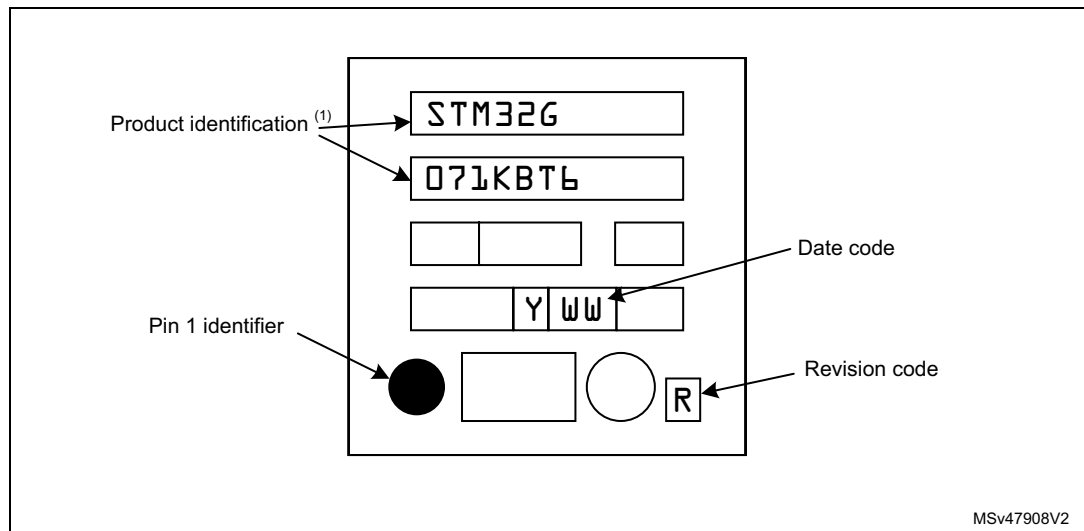 STM32G
Product identification (1)
071KBT6
Date code
Y WW
Pin 1 identifier
Revision code
R
MSv47908V2